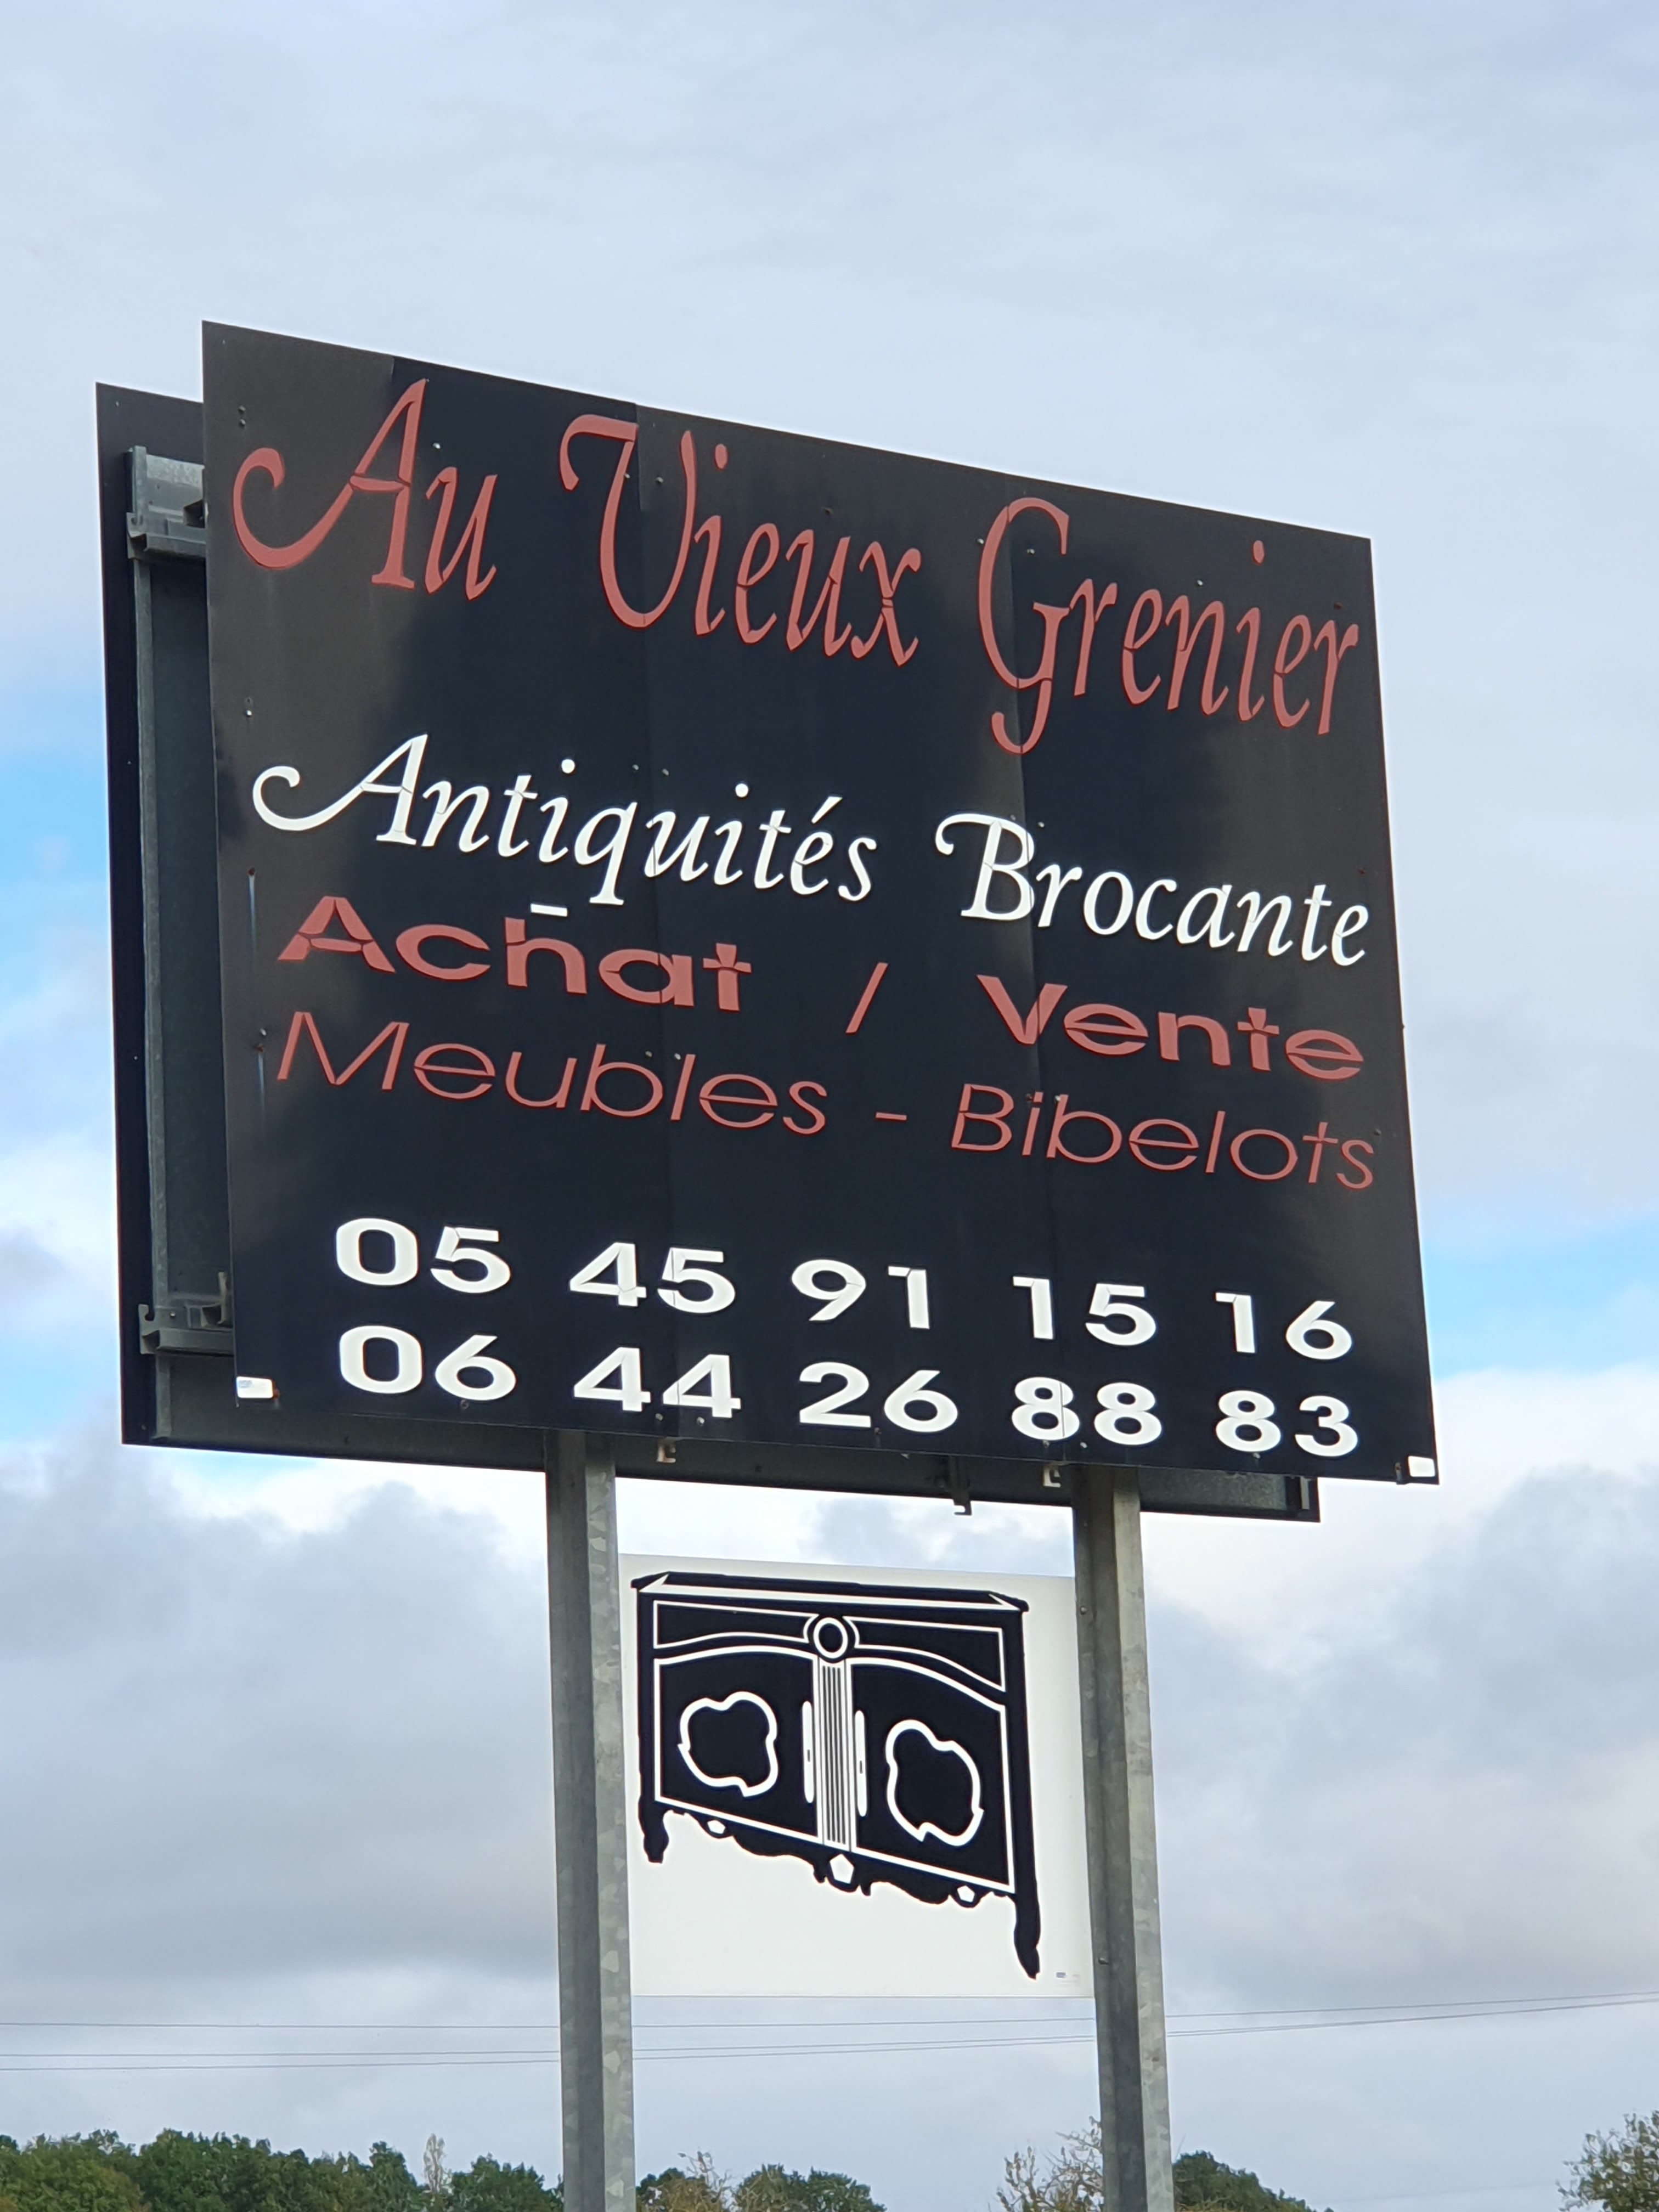 Au Vieux Grenier
Antiquités Brocante
Achat / Vente
Meubles - Bibelots
05 45 91 15 16
06 44 26 88 83